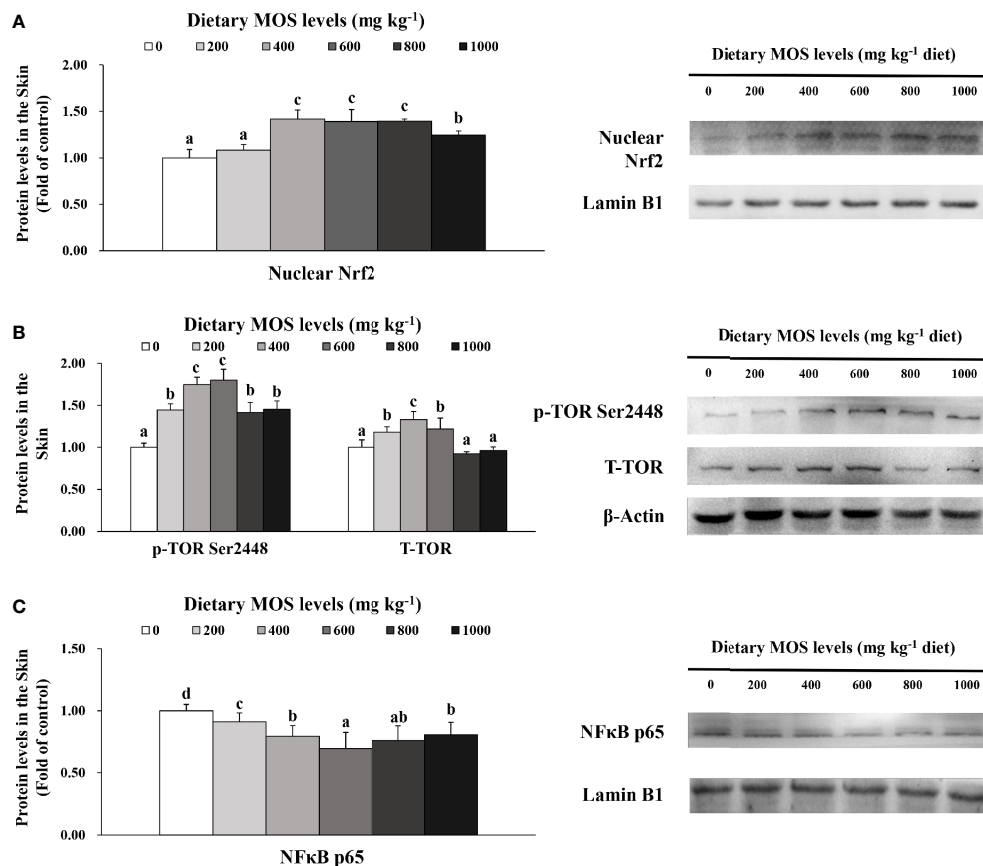 A
Dietary MOS levels (mg kg-1)
0 200 400 600 800 1000
Protein levels in the Skin
(Fold of control)
2.00
1.50
1.00
0.50
0.00
a a c c c b
Nuclear Nrf2
Dietary MOS levels (mg kg-1 diet)
0 200 400 600 800 1000
Nuclear
Nrf2
Lamin B1
B
Dietary MOS levels (mg kg-1)
0 200 400 600 800 1000
Protein levels in the
Skin
2.00
1.50
1.00
0.50
0.00
a b c c b b
a b c b a a
p-TOR Ser2448 T-TOR
Dietary MOS levels (mg kg-1 diet)
0 200 400 600 800 1000
p-TOR Ser2448
T-TOR
β-Actin
C
Dietary MOS levels (mg kg-1)
0 200 400 600 800 1000
Protein levels in the Skin
(Fold of control)
1.50
1.00
0.50
0.00
d c b a ab b
NFκB p65
Dietary MOS levels (mg kg-1 diet)
0 200 400 600 800 1000
NFκB p65
Lamin B1